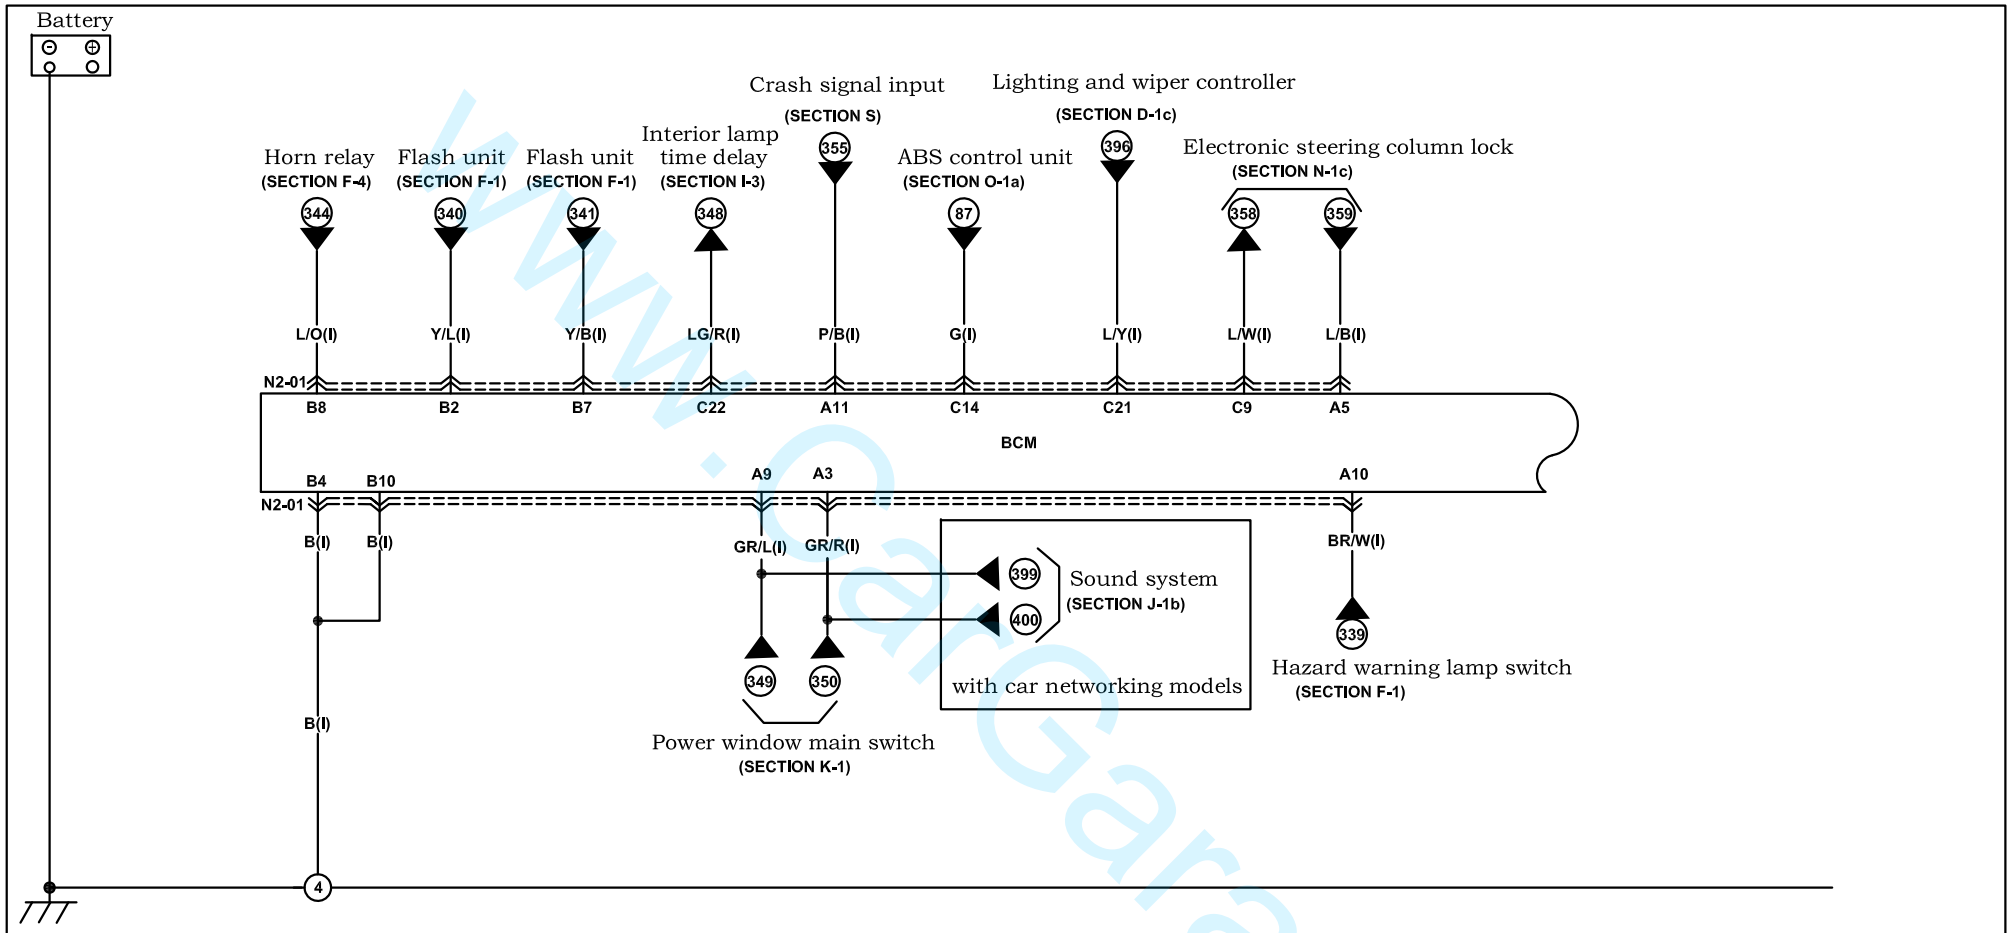 Battery
Crash signal input
(SECTION S)
355
Lighting and wiper controller
(SECTION D-1c)
396
Horn relay
(SECTION F-4)
344
Flash unit
(SECTION F-1)
340
Flash unit
(SECTION F-1)
341
Interior lamp
time delay
(SECTION I-3)
348
ABS control unit
(SECTION O-1a)
87
Electronic steering column lock
(SECTION N-1c)
358 359
L/O(I) Y/L(I) Y/B(I) LG/R(I) P/B(I) G(I) L/Y(I) L/W(I) L/B(I)
N2-01
B8 B2 B7 C22 A11 C14 C21 C9 A5
BCM
B4 B10 A9 A3 A10
N2-01
B(I) B(I) GR/L(I) GR/R(I) BR/W(I)
399
400
Sound system
(SECTION J-1b)
with car networking models
349 350
Power window main switch
(SECTION K-1)
339
Hazard warning lamp switch
(SECTION F-1)
B(I)
4
www.CarGara